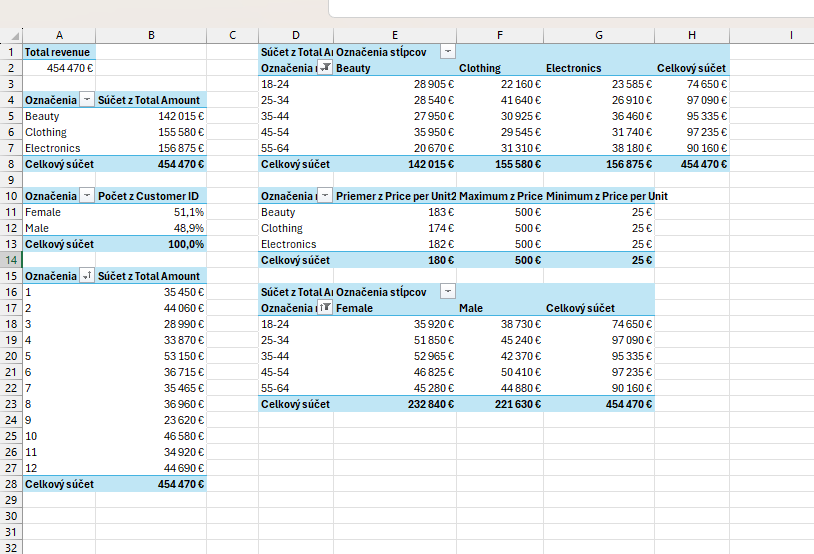 A B C D E F G H I
1 Total revenue Súčet z Total Ar Označenia stĺpcov
2 454 470 € Označenia r Beauty Clothing Electronics Celkový súčet
3 18-24 28 905 € 22 160 € 23 585 € 74 650 €
4 Označenia Súčet z Total Amount 25-34 28 540 € 41 640 € 26 910 € 97 090 €
5 Beauty 142 015 € 35-44 27 950 € 30 925 € 36 460 € 95 335 €
6 Clothing 155 580 € 45-54 35 950 € 29 545 € 31 740 € 97 235 €
7 Electronics 156 875 € 55-64 20 670 € 31 310 € 38 180 € 90 160 €
8 Celkový súčet 454 470 € Celkový súčet 142 015 € 155 580 € 156 875 € 454 470 €
9
10 Označenia Počet z Customer ID Označenia r Priemer z Price per Unit2 Maximum z Price Minimum z Price per Unit
11 Female 51,1% Beauty 183 € 500 € 25 €
12 Male 48,9% Clothing 174 € 500 € 25 €
13 Celkový súčet 100,0% Electronics 182 € 500 € 25 €
14 Celkový súčet 180 € 500 € 25 €
15 Označenia Súčet z Total Amount
16 1 35 450 € Súčet z Total Ar Označenia stĺpcov
17 2 44 060 € Označenia r Female Male Celkový súčet
18 3 28 990 € 18-24 35 920 € 38 730 € 74 650 €
19 4 33 870 € 25-34 51 850 € 45 240 € 97 090 €
20 5 53 150 € 35-44 52 965 € 42 370 € 95 335 €
21 6 36 715 € 45-54 46 825 € 50 410 € 97 235 €
22 7 35 465 € 55-64 45 280 € 44 880 € 90 160 €
23 8 36 960 € Celkový súčet 232 840 € 221 630 € 454 470 €
24 9 23 620 €
25 10 46 580 €
26 11 34 920 €
27 12 44 690 €
28 Celkový súčet 454 470 €
29
30
31
32